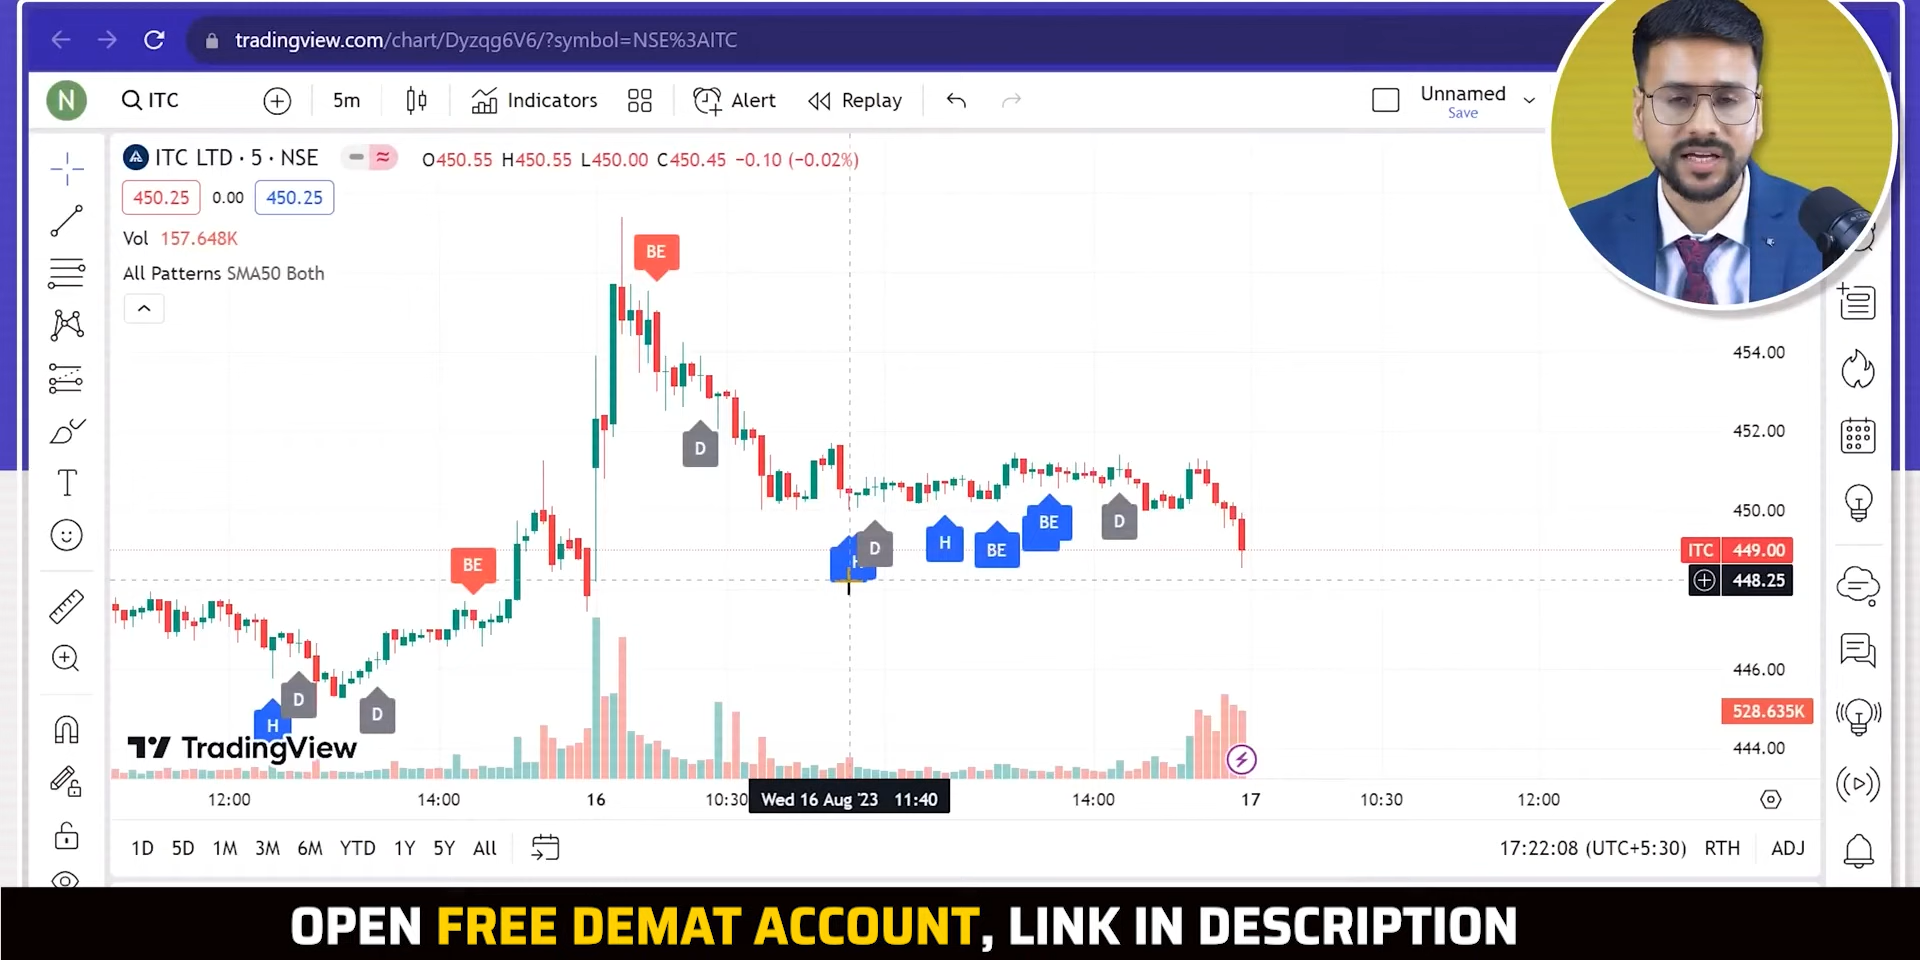 tradingview.com/chart/Dyzqg6V6/?symbol=NSE%3AITC
N ITC 5m Indicators Alert Replay Unnamed
Save
ITC LTD · 5 · NSE O450.55 H450.55 L450.00 C450.45 −0.10 (−0.02%)
450.25 0.00 450.25
Vol 157.648K
All Patterns SMA50 Both
BE
454.00
452.00
D
450.00
BE
D
H
BE
D
H
BE
ITC 449.00
448.25
446.00
D
D
H
528.635K
444.00
TradingView
12:00 14:00 16 10:30 Wed 16 Aug '23 11:40 14:00 17 10:30 12:00
1D 5D 1M 3M 6M YTD 1Y 5Y All 17:22:08 (UTC+5:30) RTH ADJ
OPEN FREE DEMAT ACCOUNT, LINK IN DESCRIPTION